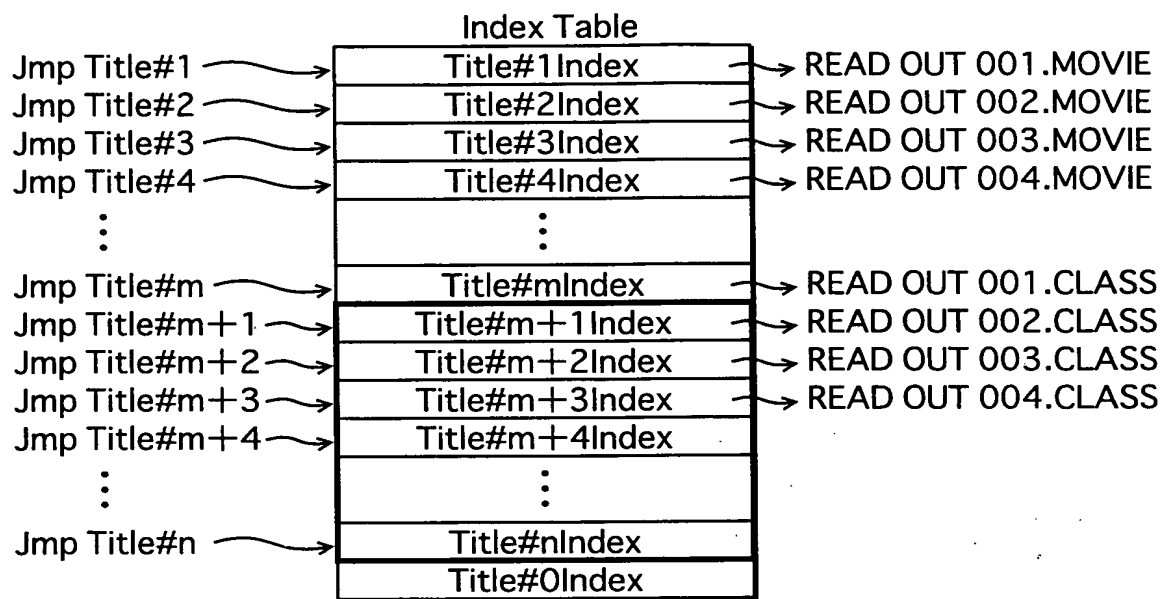 Index Table
Jmp Title#1 Title#1Index READ OUT 001.MOVIE
Jmp Title#2 Title#2Index READ OUT 002.MOVIE
Jmp Title#3 Title#3Index READ OUT 003.MOVIE
Jmp Title#4 Title#4Index READ OUT 004.MOVIE
Jmp Title#m Title#mIndex READ OUT 001.CLASS
Jmp Title#m+1 Title#m+1Index READ OUT 002.CLASS
Jmp Title#m+2 Title#m+2Index READ OUT 003.CLASS
Jmp Title#m+3 Title#m+3Index READ OUT 004.CLASS
Jmp Title#m+4 Title#m+4Index
Jmp Title#n Title#nIndex
Title#0Index